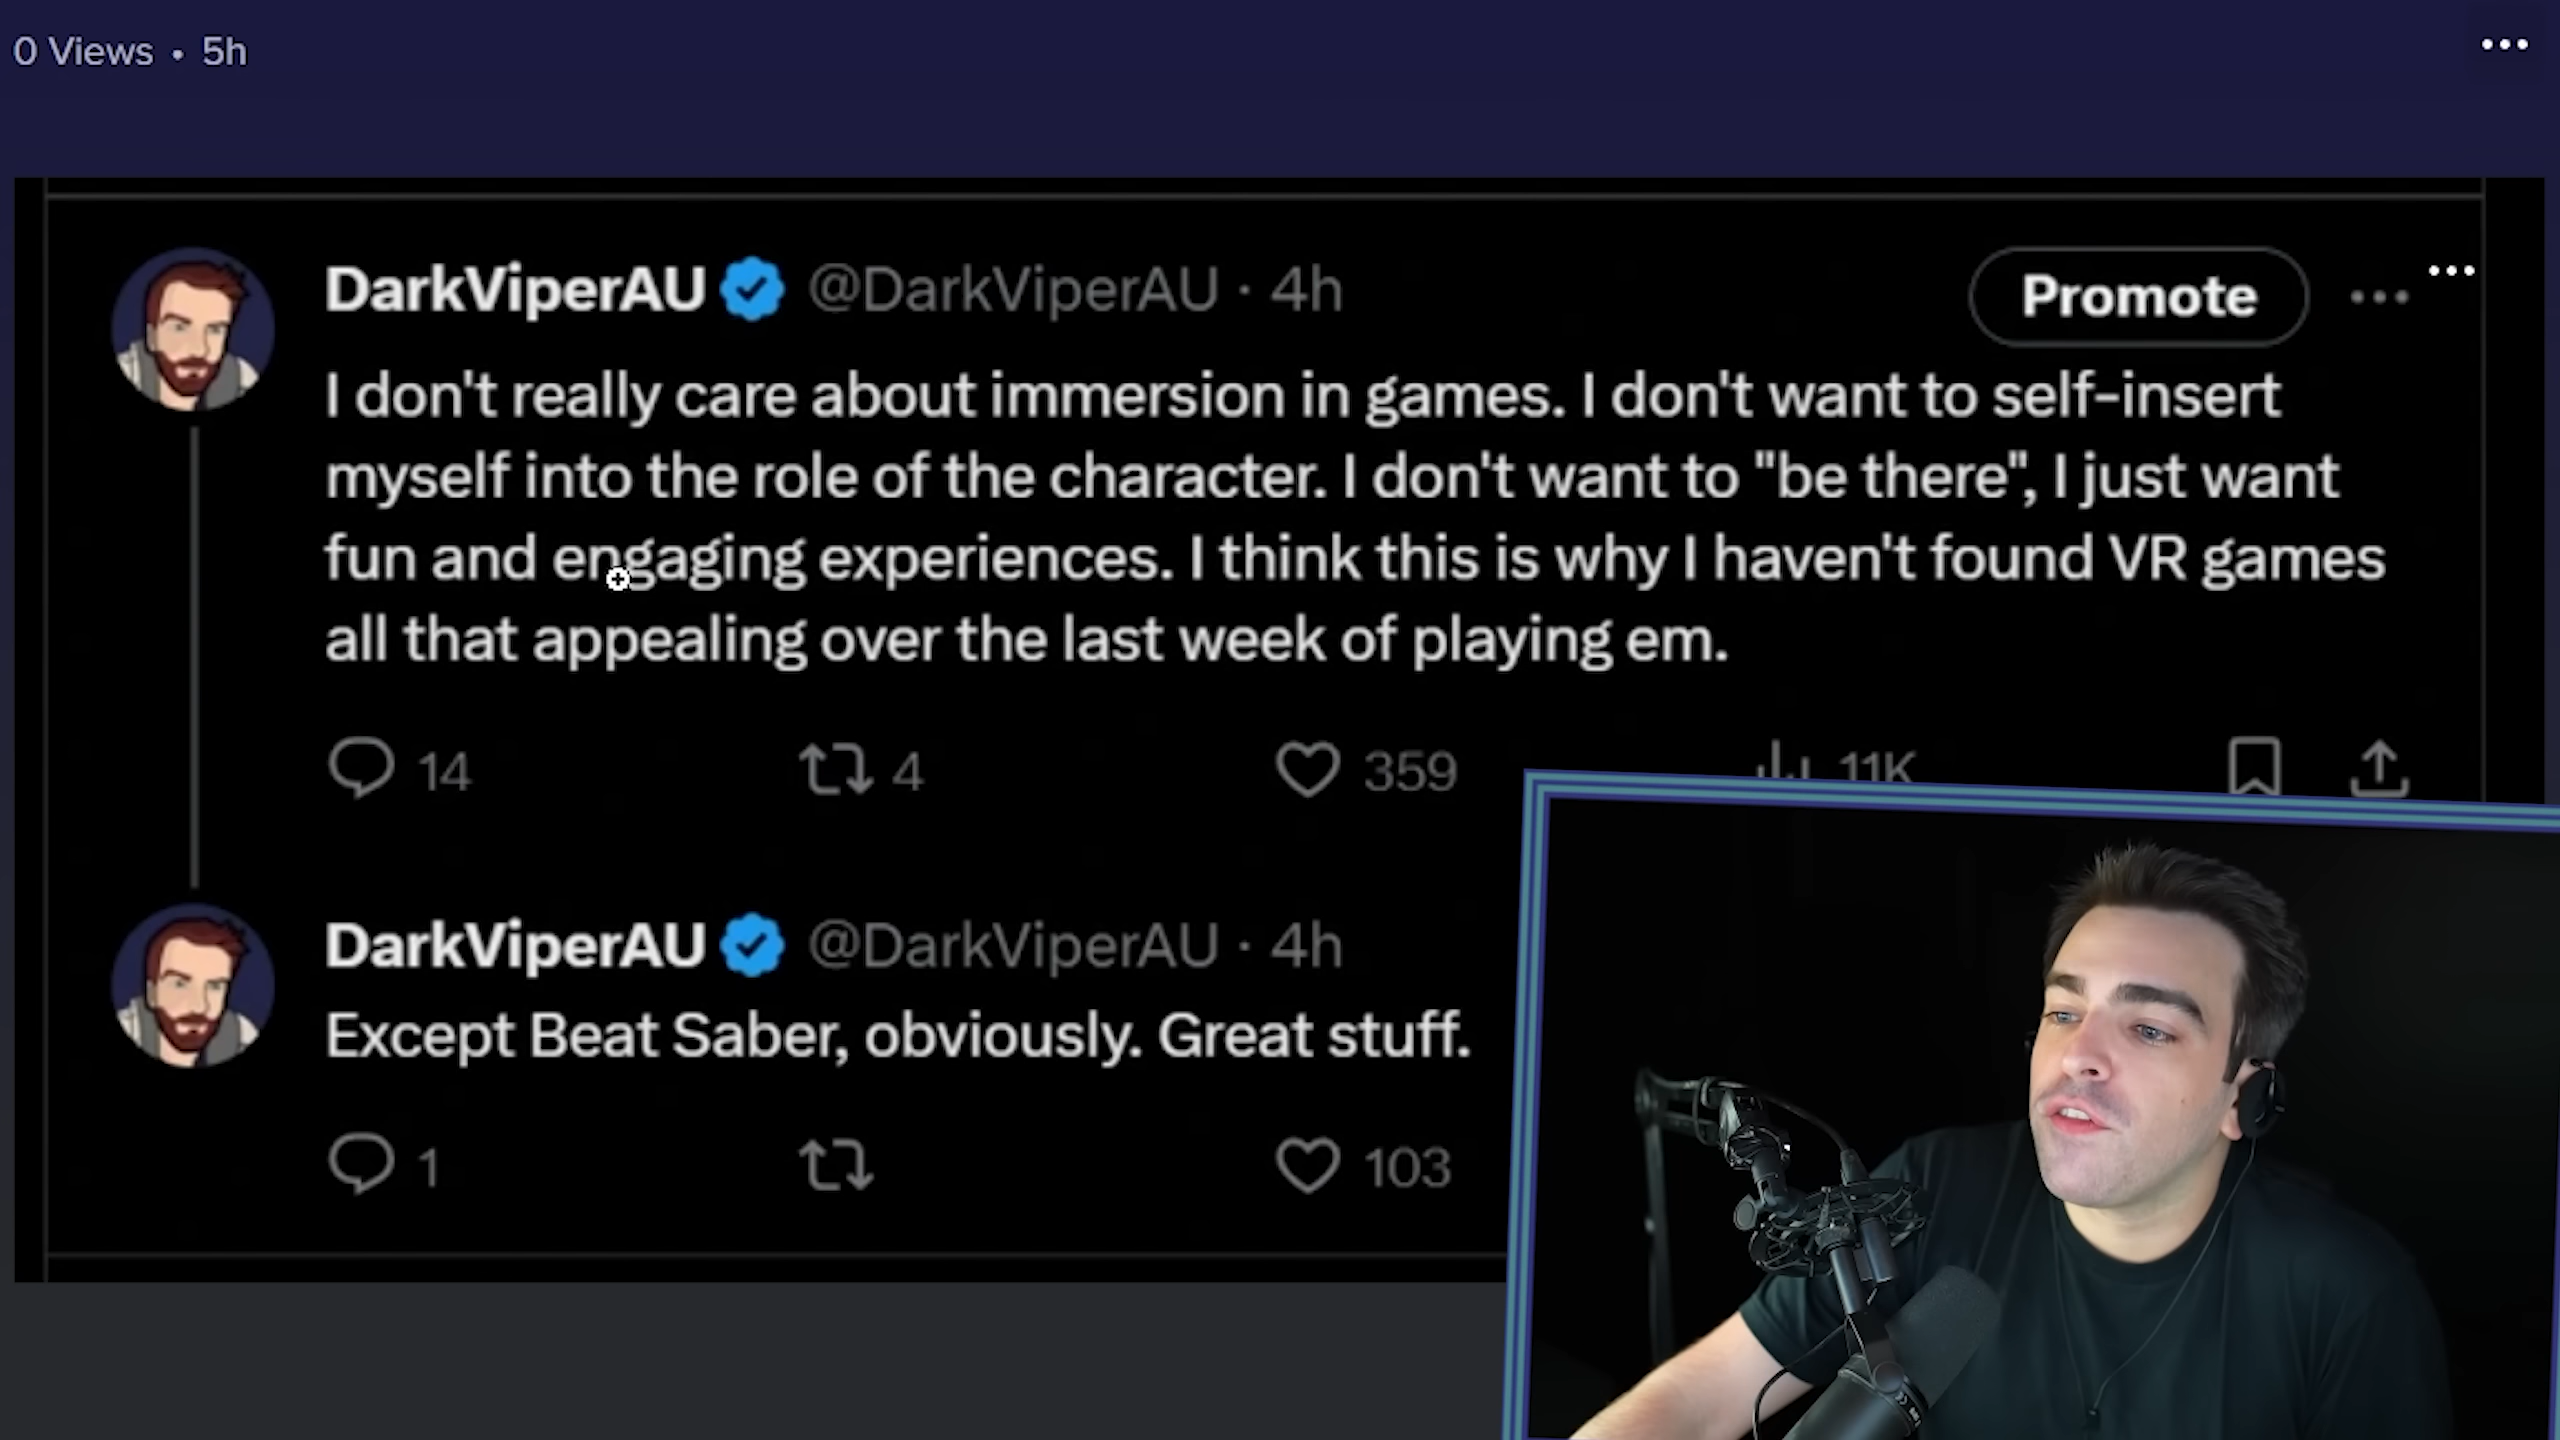 0 Views • 5h
DarkViperAU @DarkViperAU · 4h
Promote
I don't really care about immersion in games. I don't want to self-insert
myself into the role of the character. I don't want to "be there", I just want
fun and engaging experiences. I think this is why I haven't found VR games
all that appealing over the last week of playing em.
14 4 359 11K
DarkViperAU @DarkViperAU · 4h
Except Beat Saber, obviously. Great stuff.
1 103